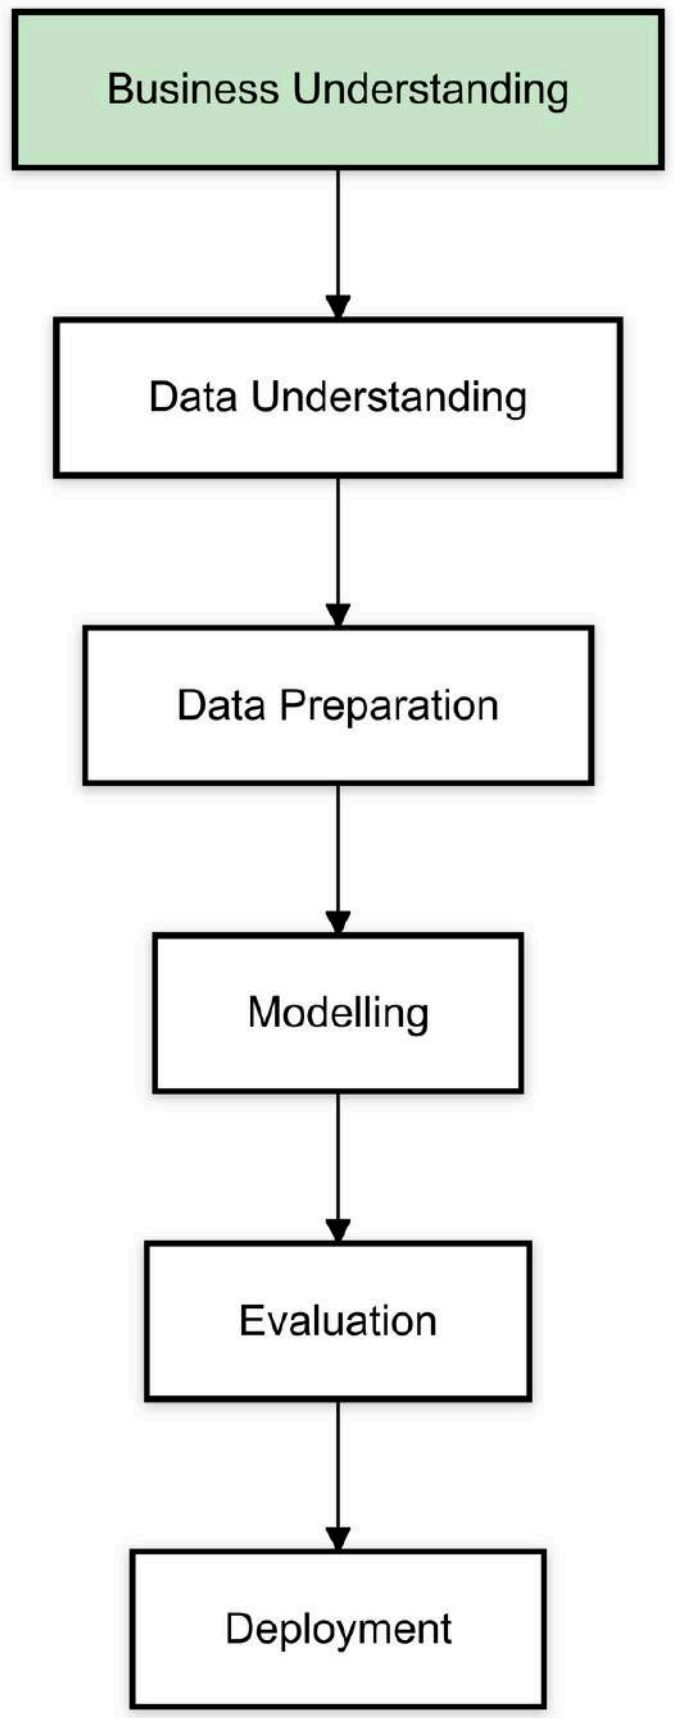 Business Understanding
Data Understanding
Data Preparation
Modelling
Evaluation
Deployment